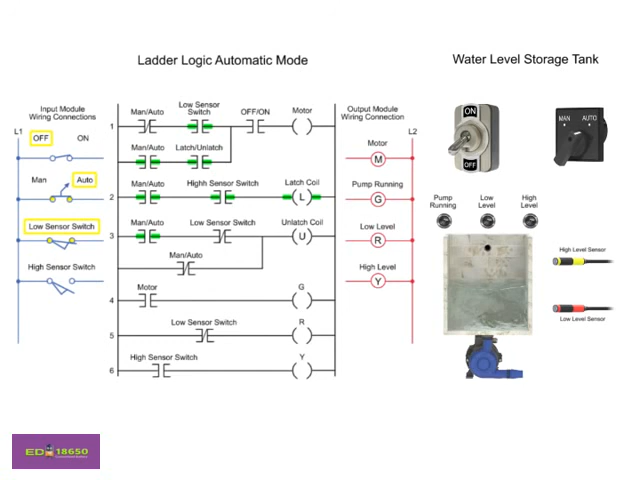 Ladder Logic Automatic Mode
Water Level Storage Tank
Input Module
Wiring Connections
L1
OFF
ON
Man
Auto
Low Sensor Switch
High Sensor Switch
1
Man/Auto
Low Sensor
Switch
OFF/ON
Motor
Man/Auto
Latch/Unlatch
2
Man/Auto
Highh Sensor Switch
Latch Coil
L
3
Man/Auto
Low Sensor Switch
Unlatch Coil
U
Man/Auto
4
Motor
G
5
Low Sensor Switch
R
6
High Sensor Switch
Y
Output Module
Wiring Connections
L2
Motor
M
Pump Running
G
Low Level
R
High Level
Y
ON
OFF
MAN
AUTO
Pump
Running
Low
Level
High
Level
High Level Sensor
Low Level Sensor
ED 18650